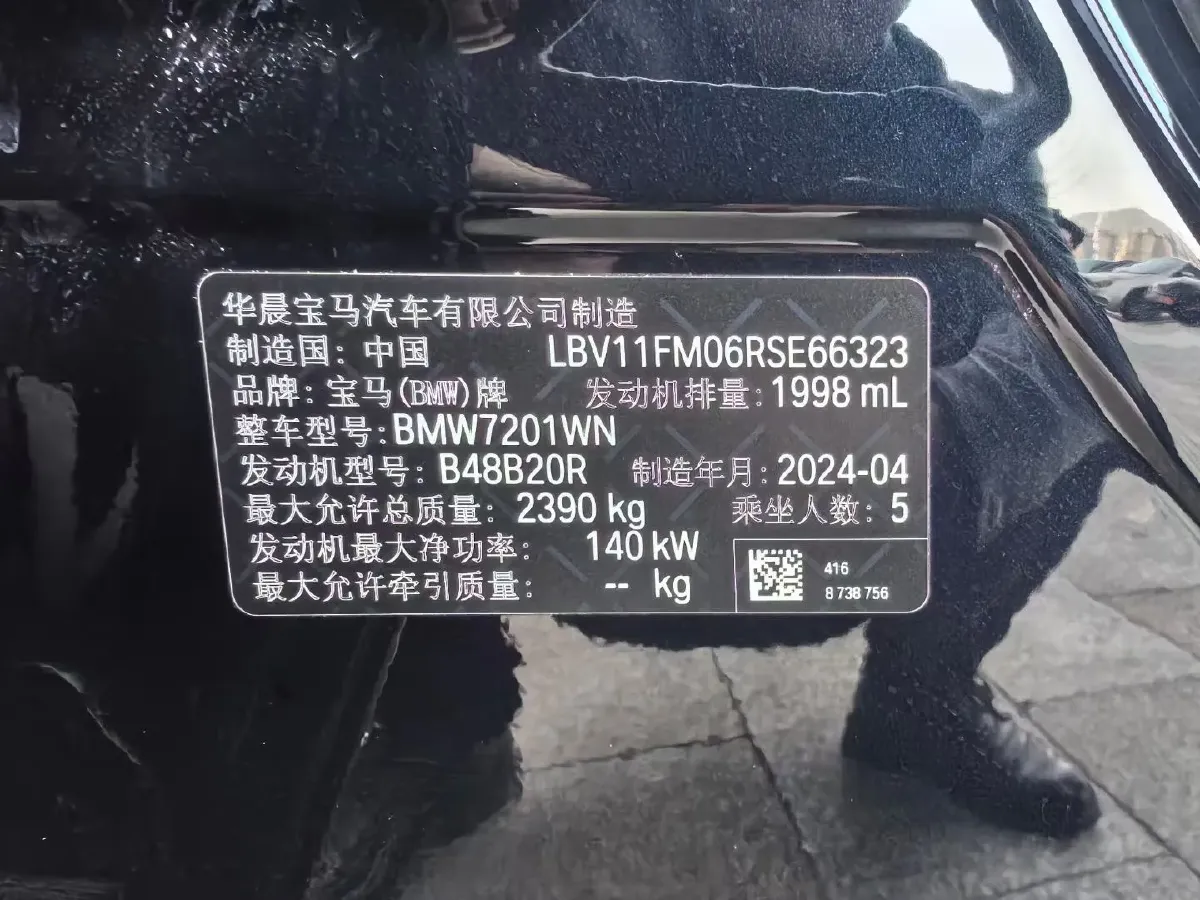 华晨宝马汽车有限公司制造
制造国：中国 LBV11FM06RSE66323
品牌：宝马(BMW)牌 发动机排量：1998 mL
整车型号：BMW7201WN
发动机型号：B48B20R 制造年月：2024-04
最大允许总质量：2390 kg 乘坐人数：5
发动机最大净功率：140 kW
最大允许牵引质量：-- kg
416
8 738 756